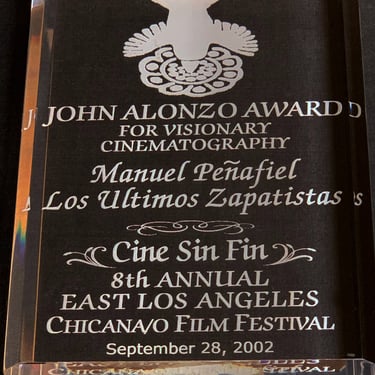 JOHN ALONZO AWARD
FOR VISIONARY
CINEMATOGRAPHY
Manuel Peñafiel
Los Ultimos Zapatistas
Cine Sin Fin
8th ANNUAL
EAST LOS ANGELES
CHICANA/O FILM FESTIVAL
September 28, 2002